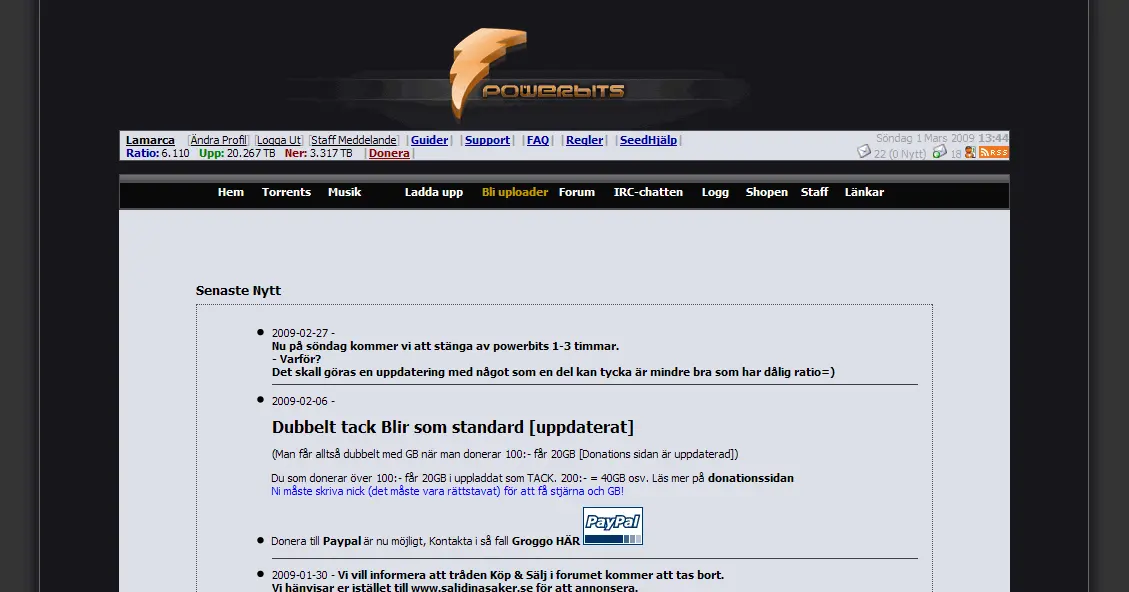 POWERBITS
Lamarca [Ändra Profil] [Logga Ut] [Staff Meddelande] |Guider| |Support| |FAQ| |Regler| |SeedHjälp|
Söndag 1 Mars 2009 13:44
Ratio: 6.110 Upp: 20.267 TB Ner: 3.317 TB |Donera|
22 (0 Nytt) 18 RSS
Hem Torrents Musik Ladda upp Bli uploader Forum IRC-chatten Logg Shopen Staff Länkar
Senaste Nytt
2009-02-27 -
Nu på söndag kommer vi att stänga av powerbits 1-3 timmar.
- Varför?
Det skall göras en uppdatering med något som en del kan tycka är mindre bra som har dålig ratio=)
2009-02-06 -
Dubbelt tack Blir som standard [uppdaterat]
(Man får alltså dubbelt med GB när man donerar 100:- får 20GB [Donations sidan är uppdaterad])
Du som donerar över 100:- får 20GB i uppladdat som TACK. 200:- = 40GB osv. Läs mer på donationssidan
Ni måste skriva nick (det måste vara rättstavat) för att få stjärna och GB!
PayPal
Donera till Paypal är nu möjligt, Kontakta i så fall Groggo HÄR
2009-01-30 - Vi vill informera att tråden Köp & Sälj i forumet kommer att tas bort.
Vi hänvisar er istället till www.salidinasaker.se för att annonsera.